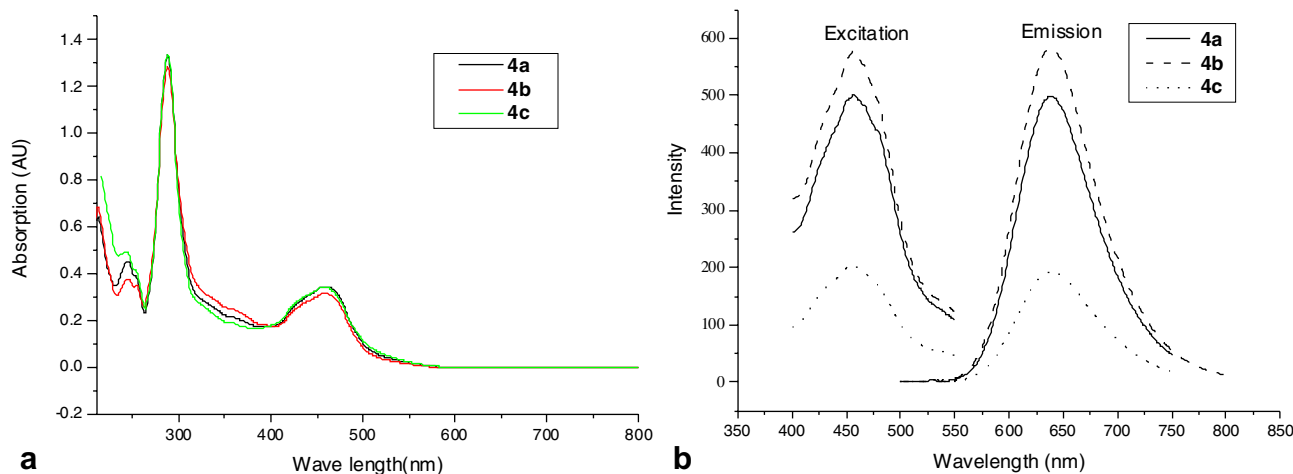 1.4
1.2
1.0
0.8
0.6
0.4
0.2
0.0
-0.2
Absorption (AU)
4a
4b
4c
300 400 500 600 700 800
Wave length(nm)
a
600
500
400
300
200
100
0
Intensity
Excitation
Emission
4a
4b
4c
350 400 450 500 550 600 650 700 750 800 850
Wavelength (nm)
b